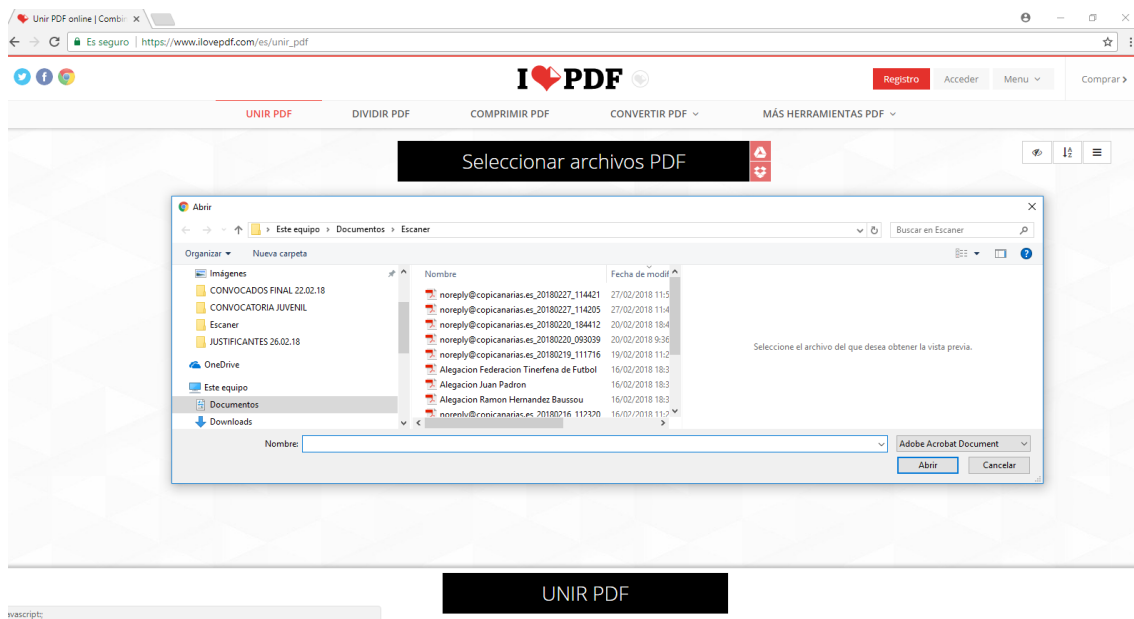 Unir PDF online | Combin
Es seguro | https://www.ilovepdf.com/es/unir_pdf
I PDF
Registro Acceder Menu Comprar
UNIR PDF DIVIDIR PDF COMPRIMIR PDF CONVERTIR PDF MÁS HERRAMIENTAS PDF
Seleccionar archivos PDF
Abrir
Este equipo > Documentos > Escaner
Buscar en Escaner
Organizar Nueva carpeta
Imágenes
CONVOCADOS FINAL 22.02.18
CONVOCATORIA JUVENIL
Escaner
JUSTIFICANTES 26.02.18
OneDrive
Este equipo
Documentos
Downloads
Nombre Fecha de modif
noreply@copicanarias.es_20180227_114421 27/02/2018 11:5
noreply@copicanarias.es_20180227_114205 27/02/2018 11:4
noreply@copicanarias.es_20180220_184412 20/02/2018 18:4
noreply@copicanarias.es_20180220_093039 20/02/2018 9:36
noreply@copicanarias.es_20180219_111716 19/02/2018 11:2
Alegacion Federacion Tinerfena de Futbol 16/02/2018 18:3
Alegacion Juan Padron 16/02/2018 18:3
Alegacion Ramon Hernandez Baussou 16/02/2018 18:3
noreply@copicanarias.es_20180216_112320 16/02/2018 11:2
Seleccione el archivo del que desea obtener la vista previa.
Nombre:
Adobe Acrobat Document
Abrir Cancelar
UNIR PDF
avascript:;